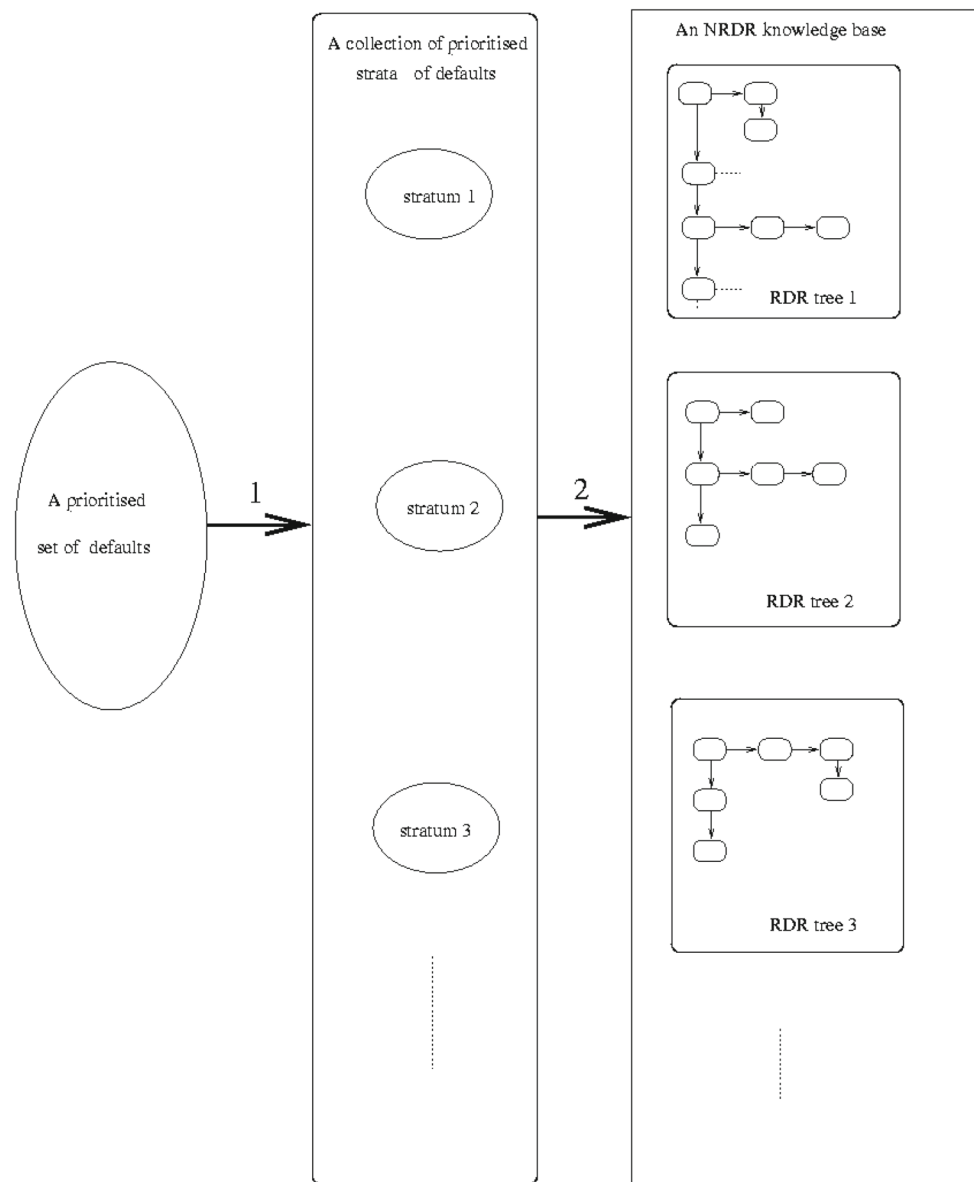 A collection of prioritised
strata of defaults
An NRDR knowledge base
stratum 1
RDR tree 1
A prioritised
set of defaults
1
stratum 2
2
RDR tree 2
stratum 3
RDR tree 3